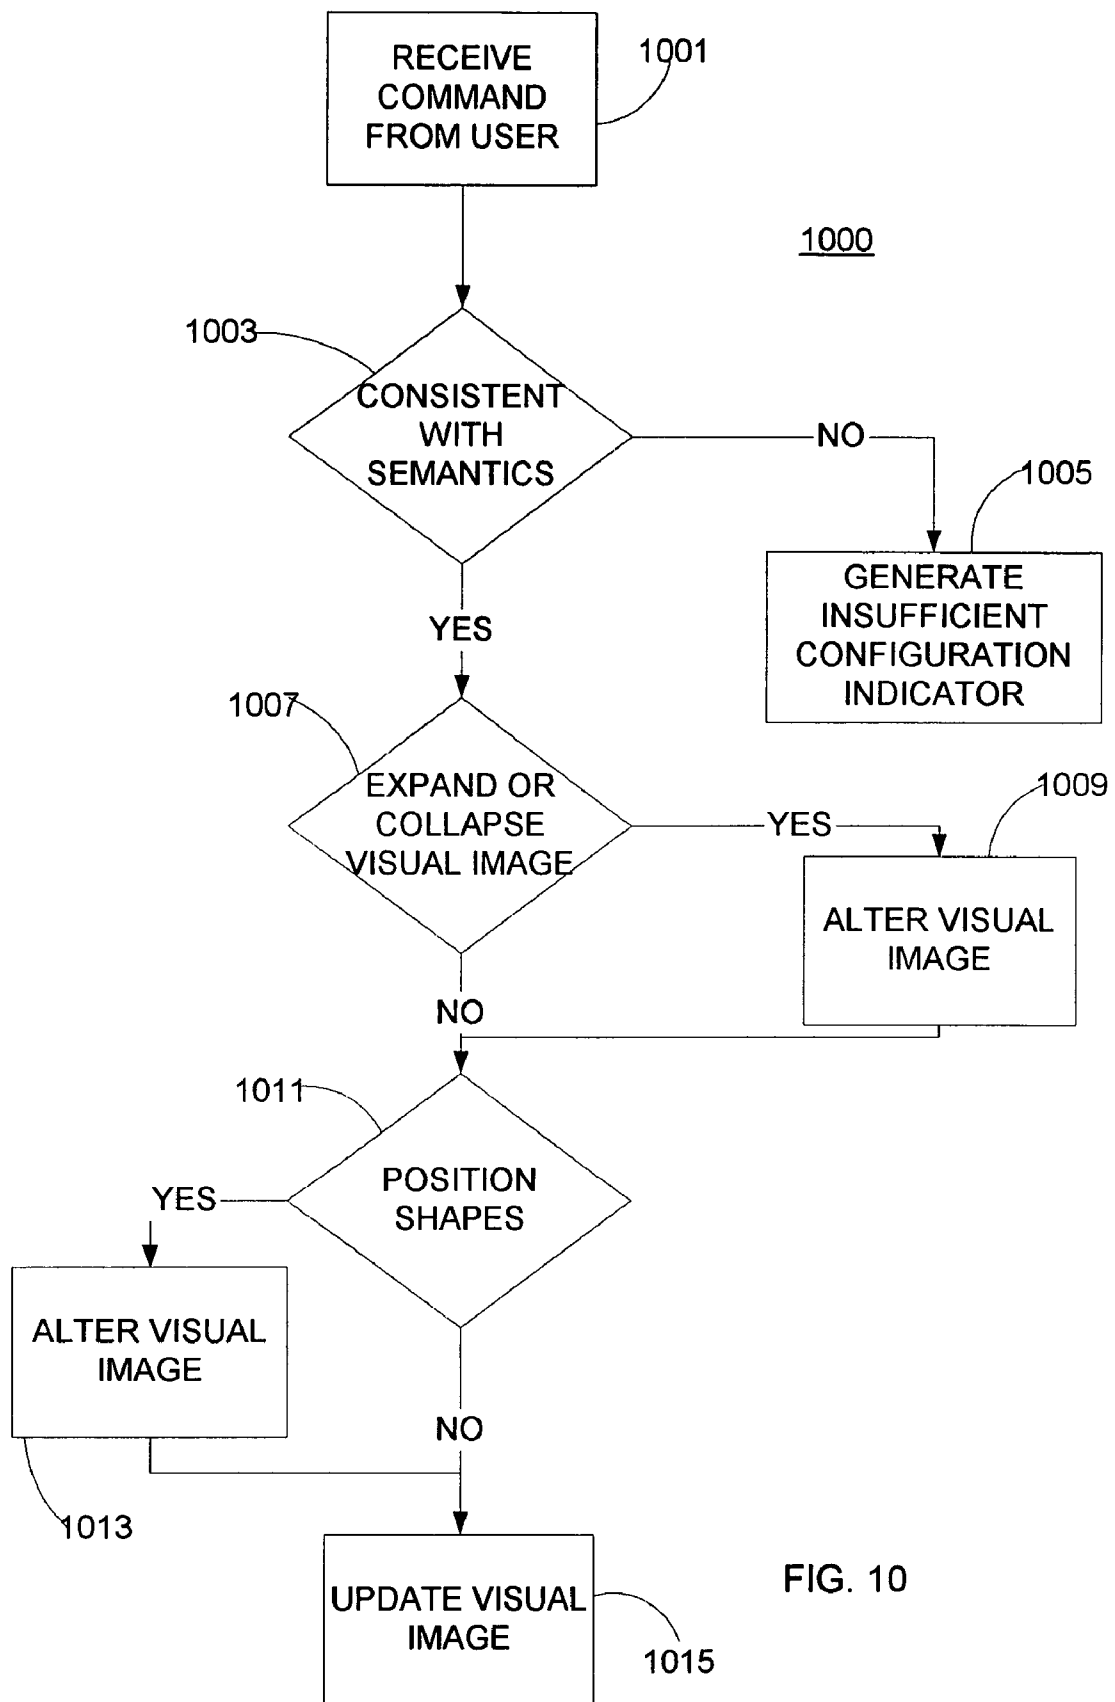 RECEIVE
COMMAND
FROM USER
1001
1000
1003
CONSISTENT
WITH
SEMANTICS
NO
1005
GENERATE
INSUFFICIENT
CONFIGURATION
INDICATOR
YES
1007
EXPAND OR
COLLAPSE
VISUAL IMAGE
YES
1009
ALTER VISUAL
IMAGE
NO
1011
POSITION
SHAPES
YES
ALTER VISUAL
IMAGE
1013
NO
UPDATE VISUAL
IMAGE
1015
FIG. 10